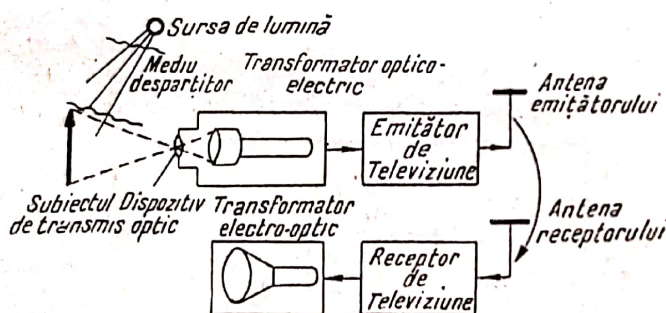 Sursa de lumină
Mediu
despărțitor
Transformator optico-
electric
Antena
emițătorului
Emițător
de
Televiziune
Subiectul
de transmis
Dispozitiv
optic
Transformator
electro-optic
Antena
receptorului
Receptor
de
Televiziune